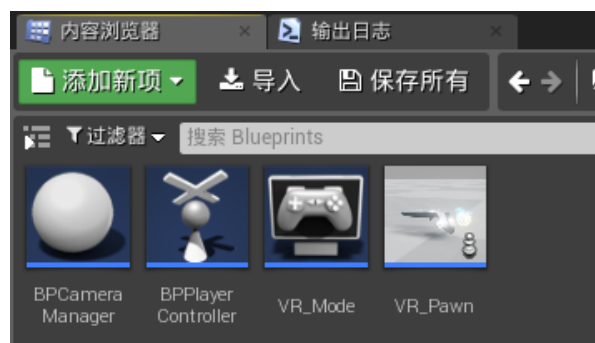 内容浏览器
输出日志
添加新项 导入 保存所有
过滤器 搜索 Blueprints
BPCamera
Manager
BPPlayer
Controller
VR_Mode
VR_Pawn